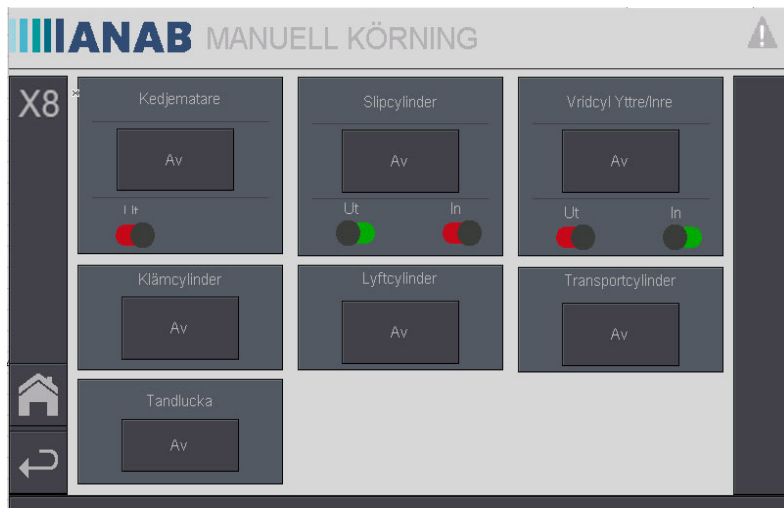 ANAB MANUELL KÖRNING
X8
Kedjematare
Av
Ut
Slipcylinder
Av
Ut In
Vridcyl Yttre/Inre
Av
Ut In
Klämcylinder
Av
Lyftcylinder
Av
Transportcylinder
Av
Tandlucka
Av